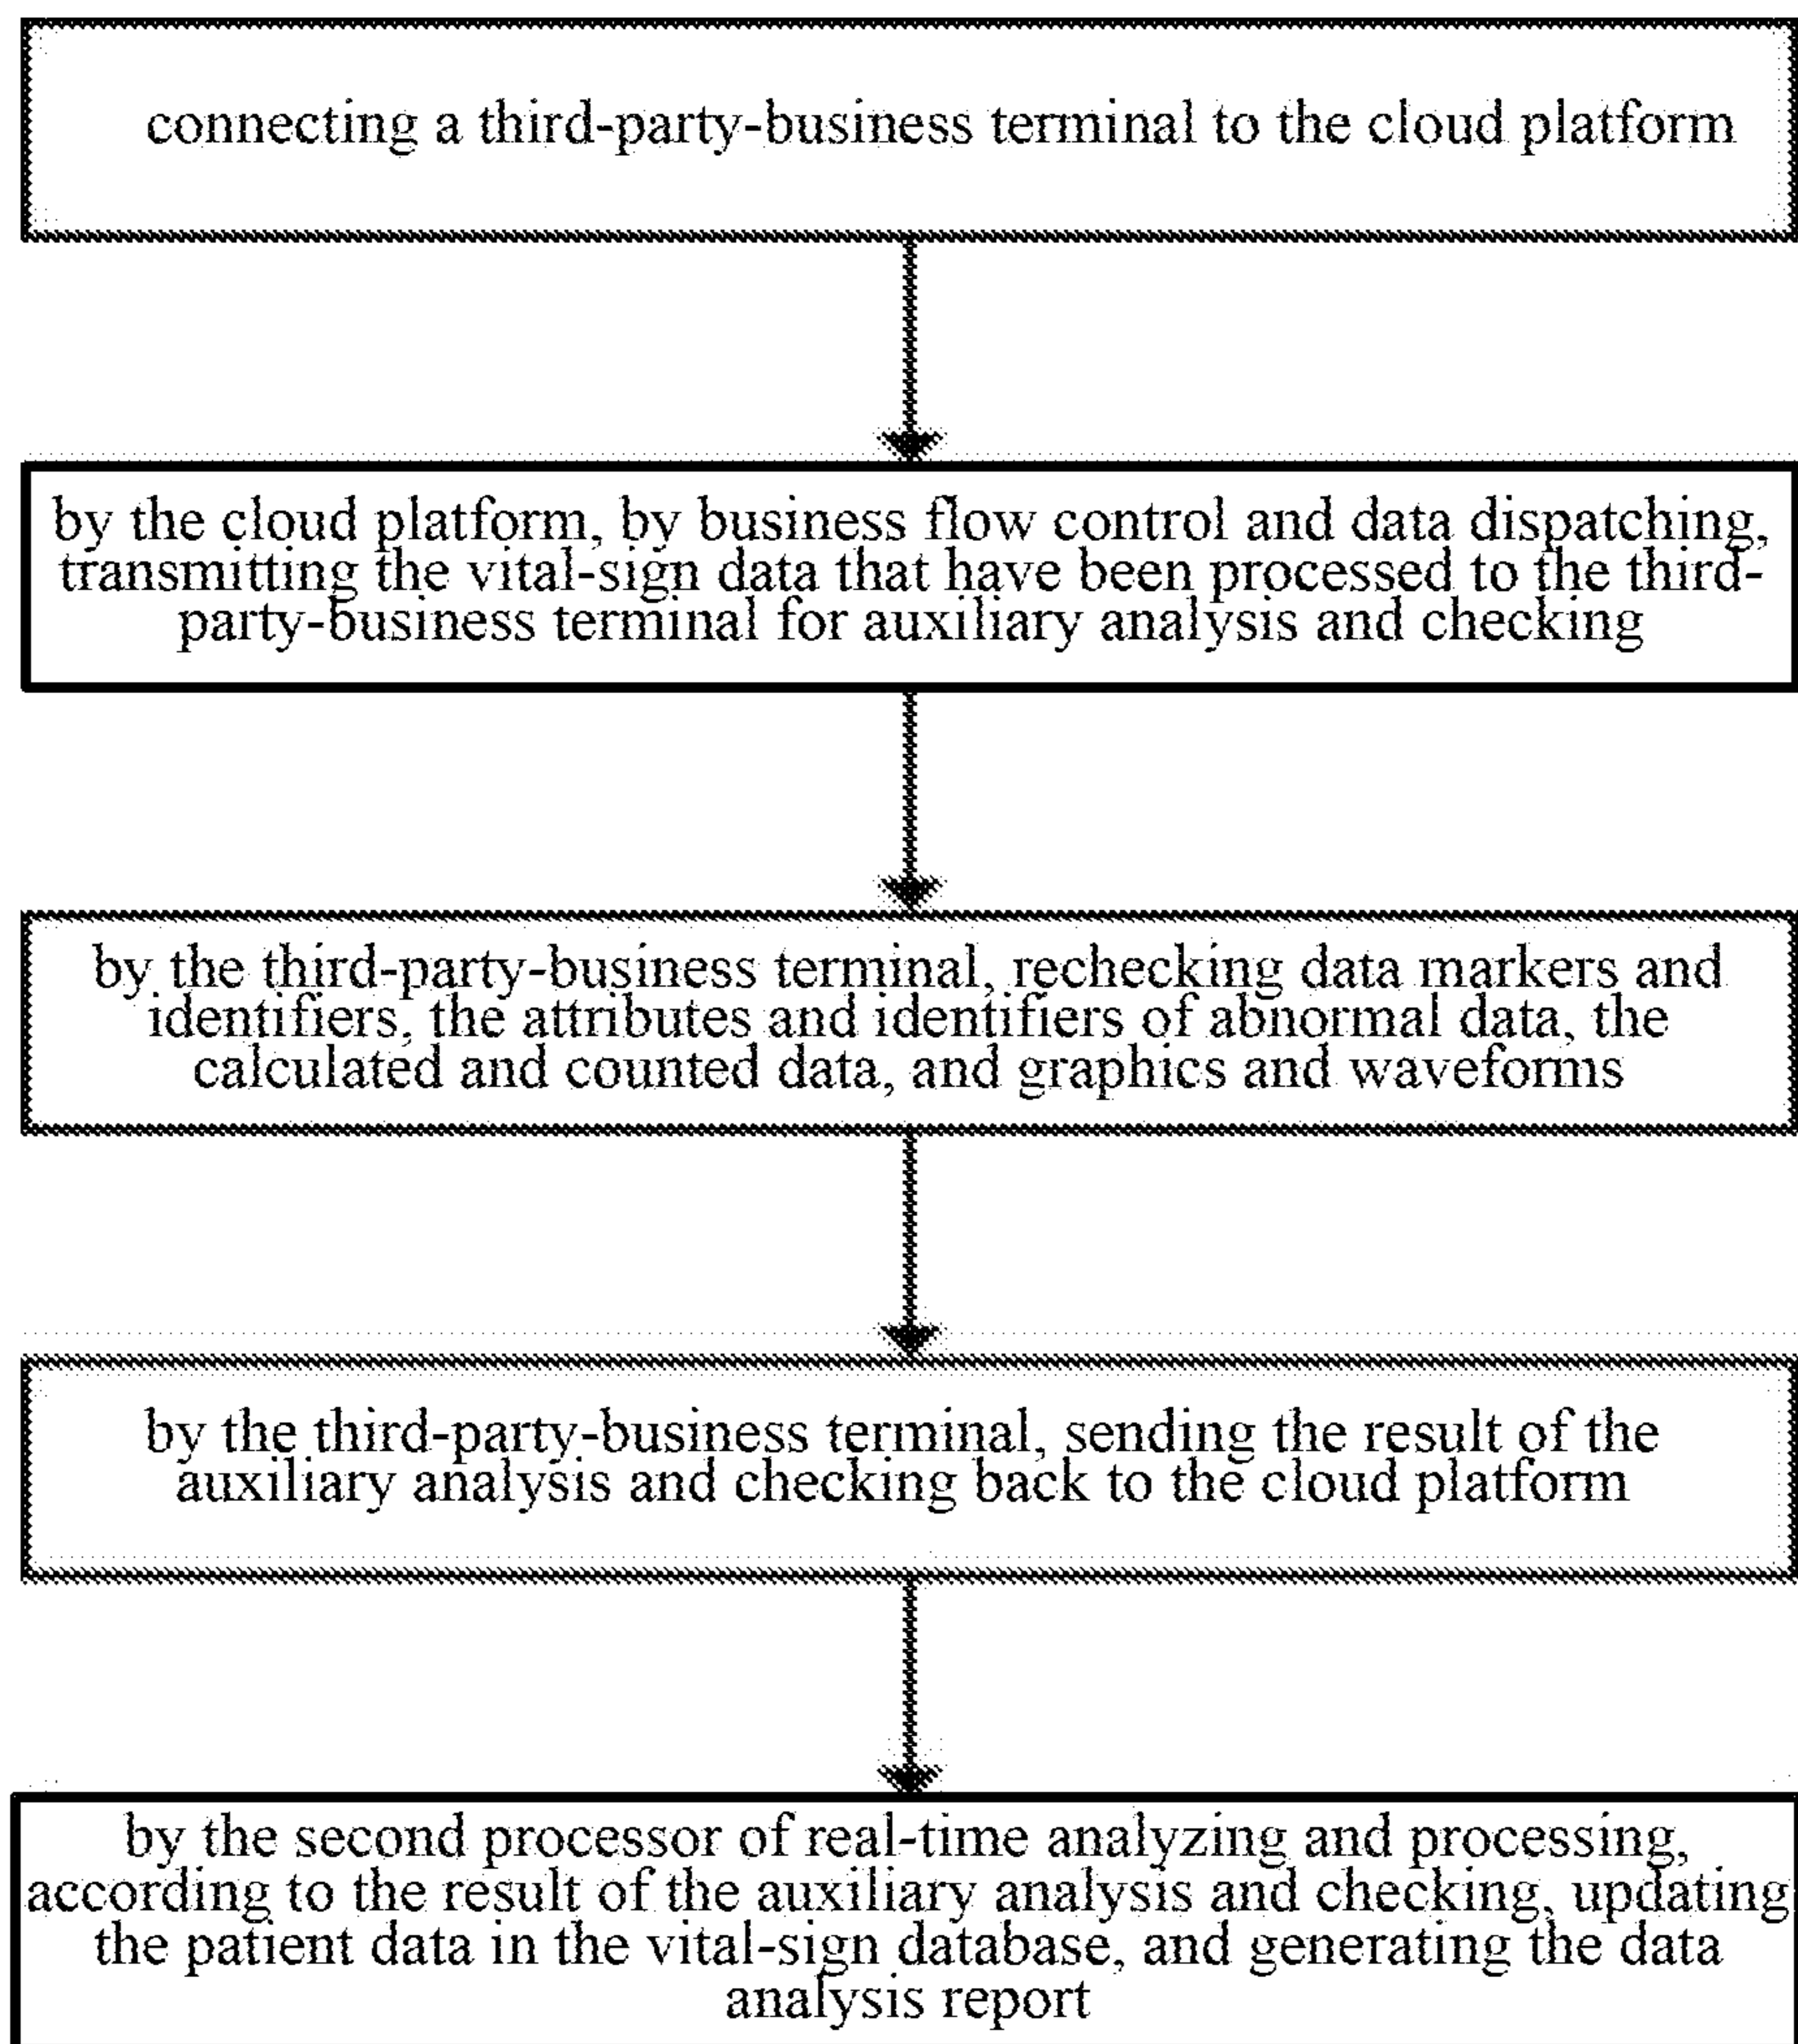 connecting a third-party-business terminal to the cloud platform
by the cloud platform, by business flow control and data dispatching,
transmitting the vital-sign data that have been processed to the third-
party-business terminal for auxiliary analysis and checking
by the third-party-business terminal, rechecking data markers and
identifiers, the attributes and identifiers of abnormal data, the
calculated and counted data, and graphics and waveforms
by the third-party-business terminal, sending the result of the
auxiliary analysis and checking back to the cloud platform
by the second processor of real-time analyzing and processing,
according to the result of the auxiliary analysis and checking, updating
the patient data in the vital-sign database, and generating the data
analysis report